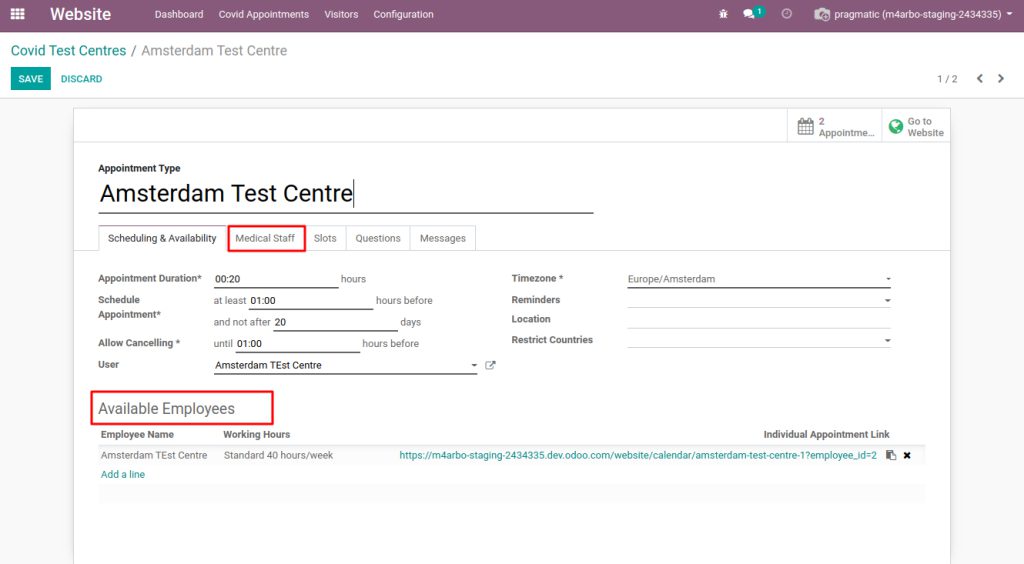 Website Dashboard Covid Appointments Visitors Configuration 1 pragmatic (m4arbo-staging-2434335)
Covid Test Centres / Amsterdam Test Centre
SAVE DISCARD 1 / 2
2 Appointme...
Go to Website
Appointment Type
Amsterdam Test Centre
Scheduling & Availability Medical Staff Slots Questions Messages
Appointment Duration* 00:20 hours
Schedule Appointment* at least 01:00 hours before
and not after 20 days
Allow Cancelling * until 01:00 hours before
User Amsterdam TEst Centre
Timezone * Europe/Amsterdam
Reminders
Location
Restrict Countries
Available Employees
Employee Name Working Hours Individual Appointment Link
Amsterdam TEst Centre Standard 40 hours/week https://m4arbo-staging-2434335.dev.odoo.com/website/calendar/amsterdam-test-centre-1?employee_id=2
Add a line